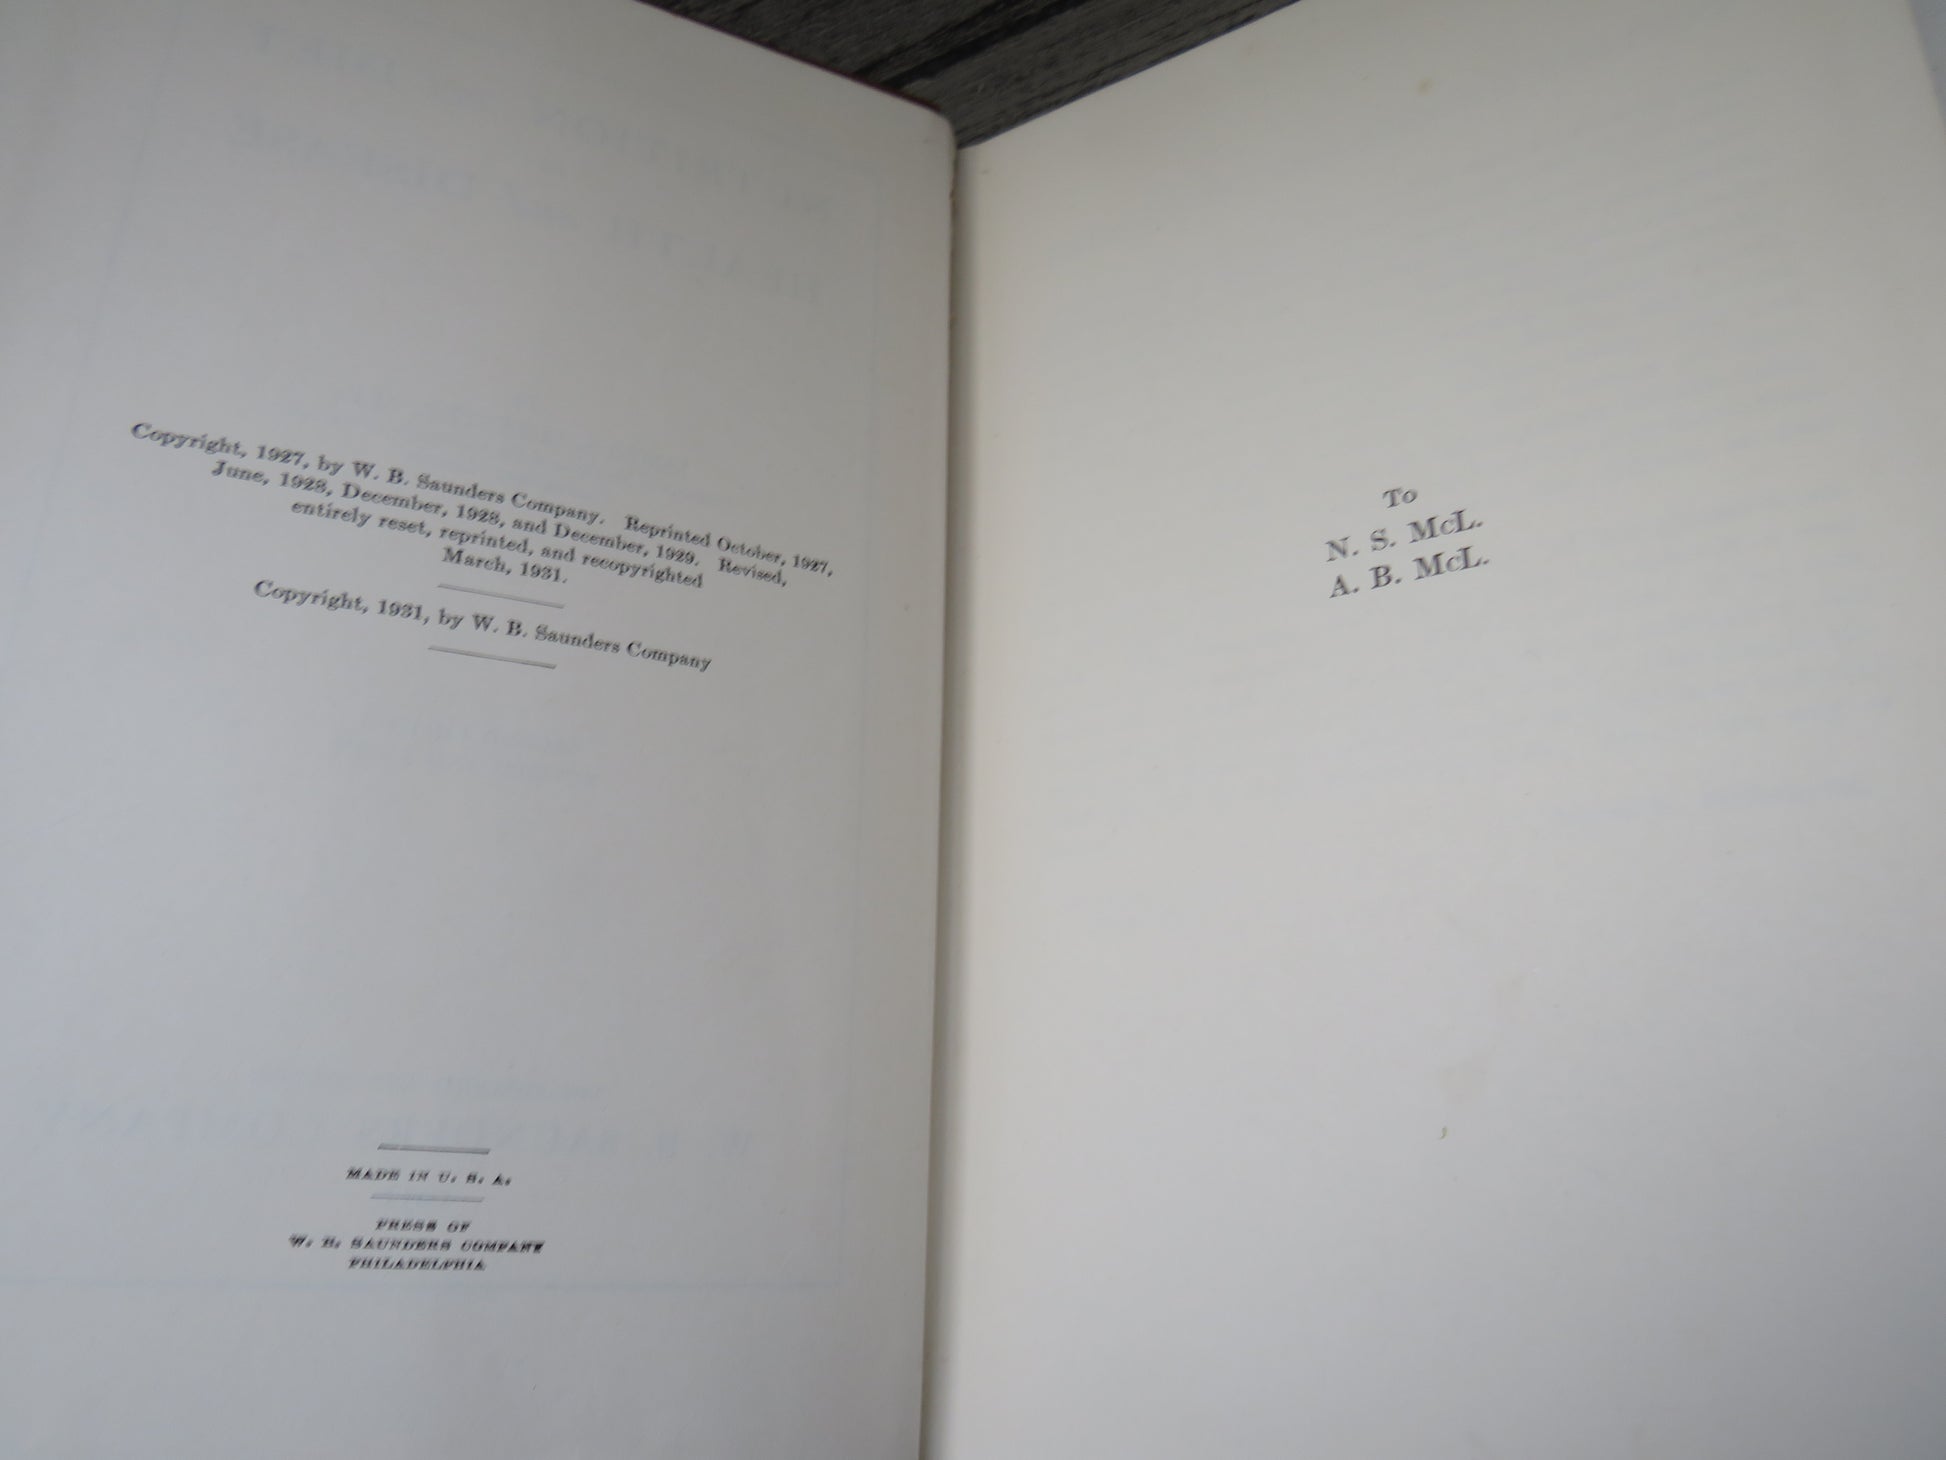 Copyright, 1927, by W. B. Saunders Company. Reprinted October, 1927,
June, 1928, December, 1928, and December, 1929. Revised,
entirely reset, reprinted, and recopyrighted
March, 1931.
Copyright, 1931, by W. B. Saunders Company
MADE IN U. S. A.
PRESS OF
W. B. SAUNDERS COMPANY
PHILADELPHIA
To
N. S. McL.
A. B. McL.